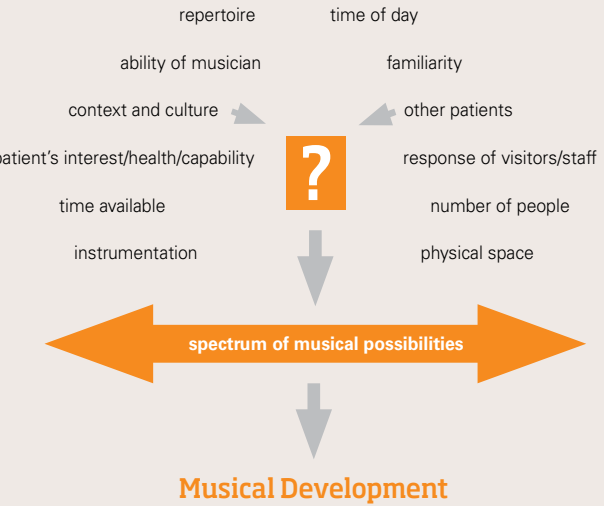 repertoire time of day
ability of musician familiarity
context and culture other patients
patient's interest/health/capability response of visitors/staff
?
time available number of people
instrumentation physical space
spectrum of musical possibilities
Musical Development